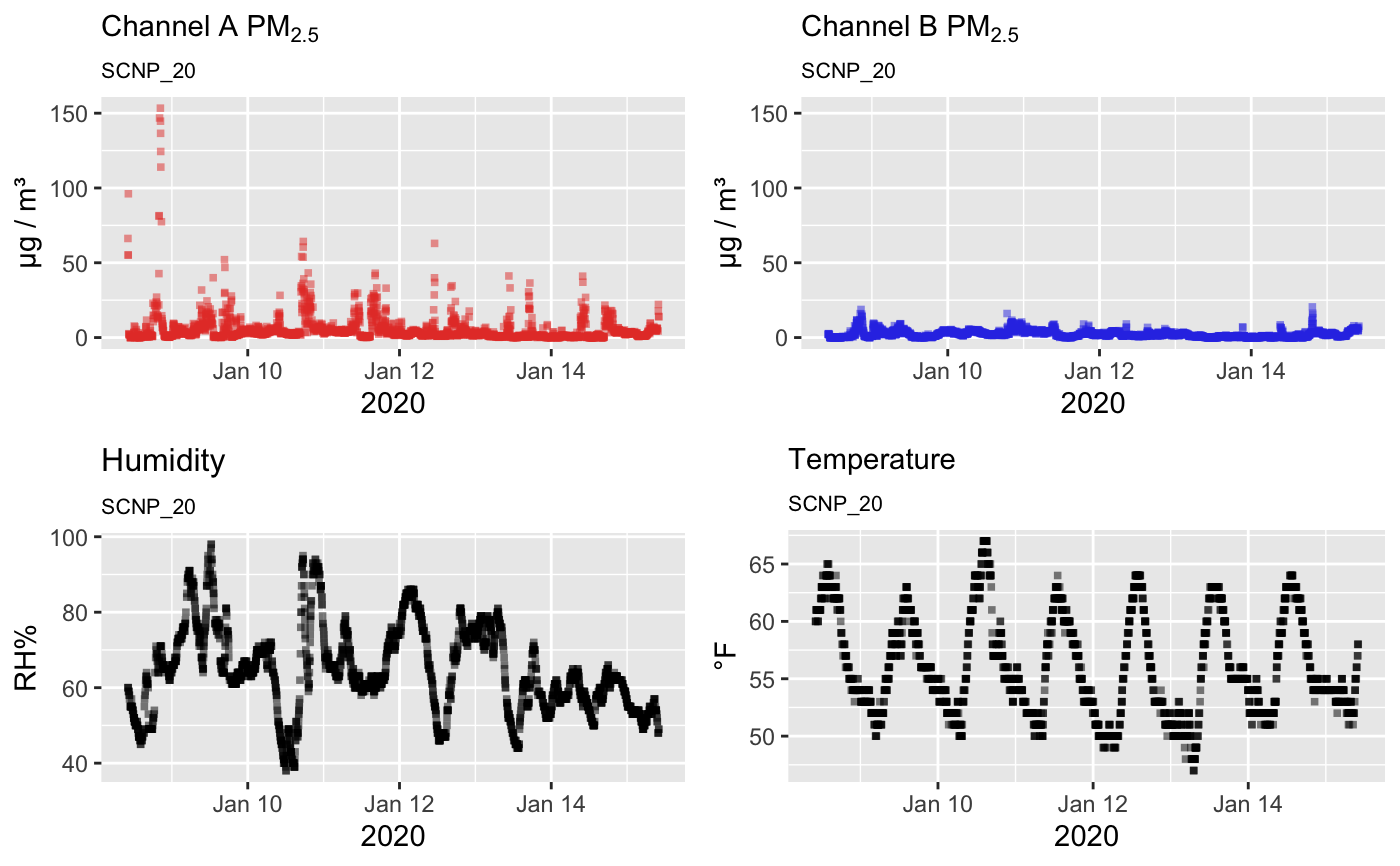 Channel A PM2.5
SCNP_20
150
100
50
0
µg / m³
Jan 10 Jan 12 Jan 14
2020
Channel B PM2.5
SCNP_20
150
100
50
0
µg / m³
Jan 10 Jan 12 Jan 14
2020
Humidity
SCNP_20
100
80
60
40
RH%
Jan 10 Jan 12 Jan 14
2020
Temperature
SCNP_20
65
60
55
50
°F
Jan 10 Jan 12 Jan 14
2020